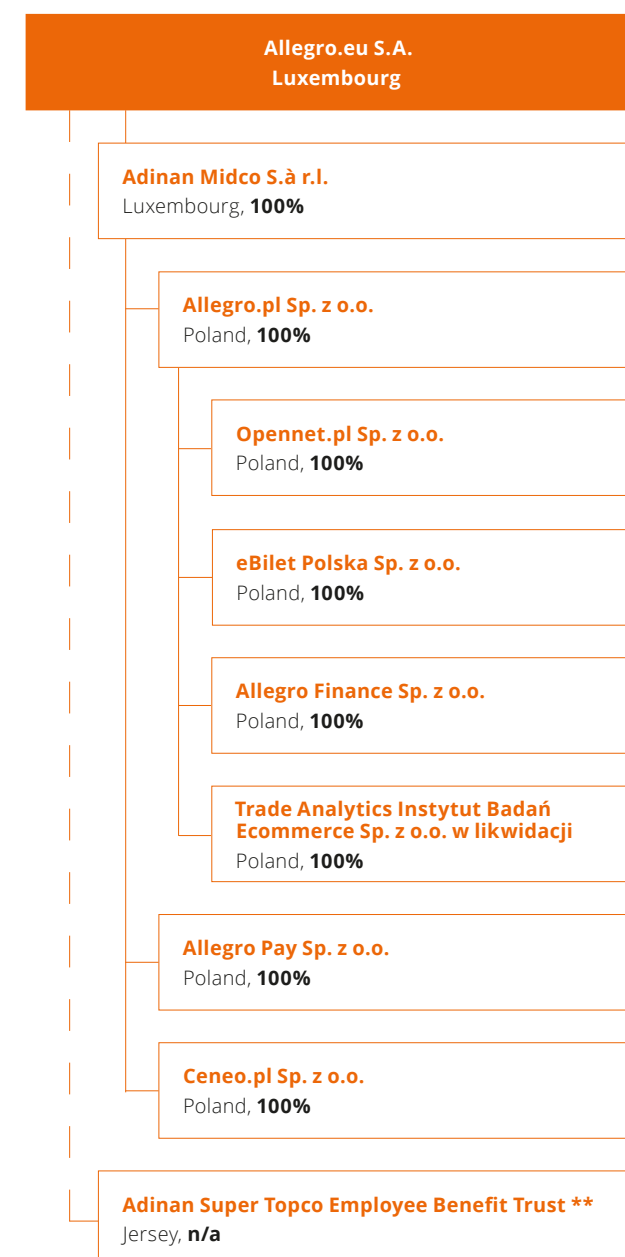 Allegro.eu S.A.
Luxembourg
Adinan Midco S.à r.l.
Luxembourg, 100%
Allegro.pl Sp. z o.o.
Poland, 100%
Opennet.pl Sp. z o.o.
Poland, 100%
eBilet Polska Sp. z o.o.
Poland, 100%
Allegro Finance Sp. z o.o.
Poland, 100%
Trade Analytics Instytut Badań
Ecommerce Sp. z o.o. w likwidacji
Poland, 100%
Allegro Pay Sp. z o.o.
Poland, 100%
Ceneo.pl Sp. z o.o.
Poland, 100%
Adinan Super Topco Employee Benefit Trust **
Jersey, n/a